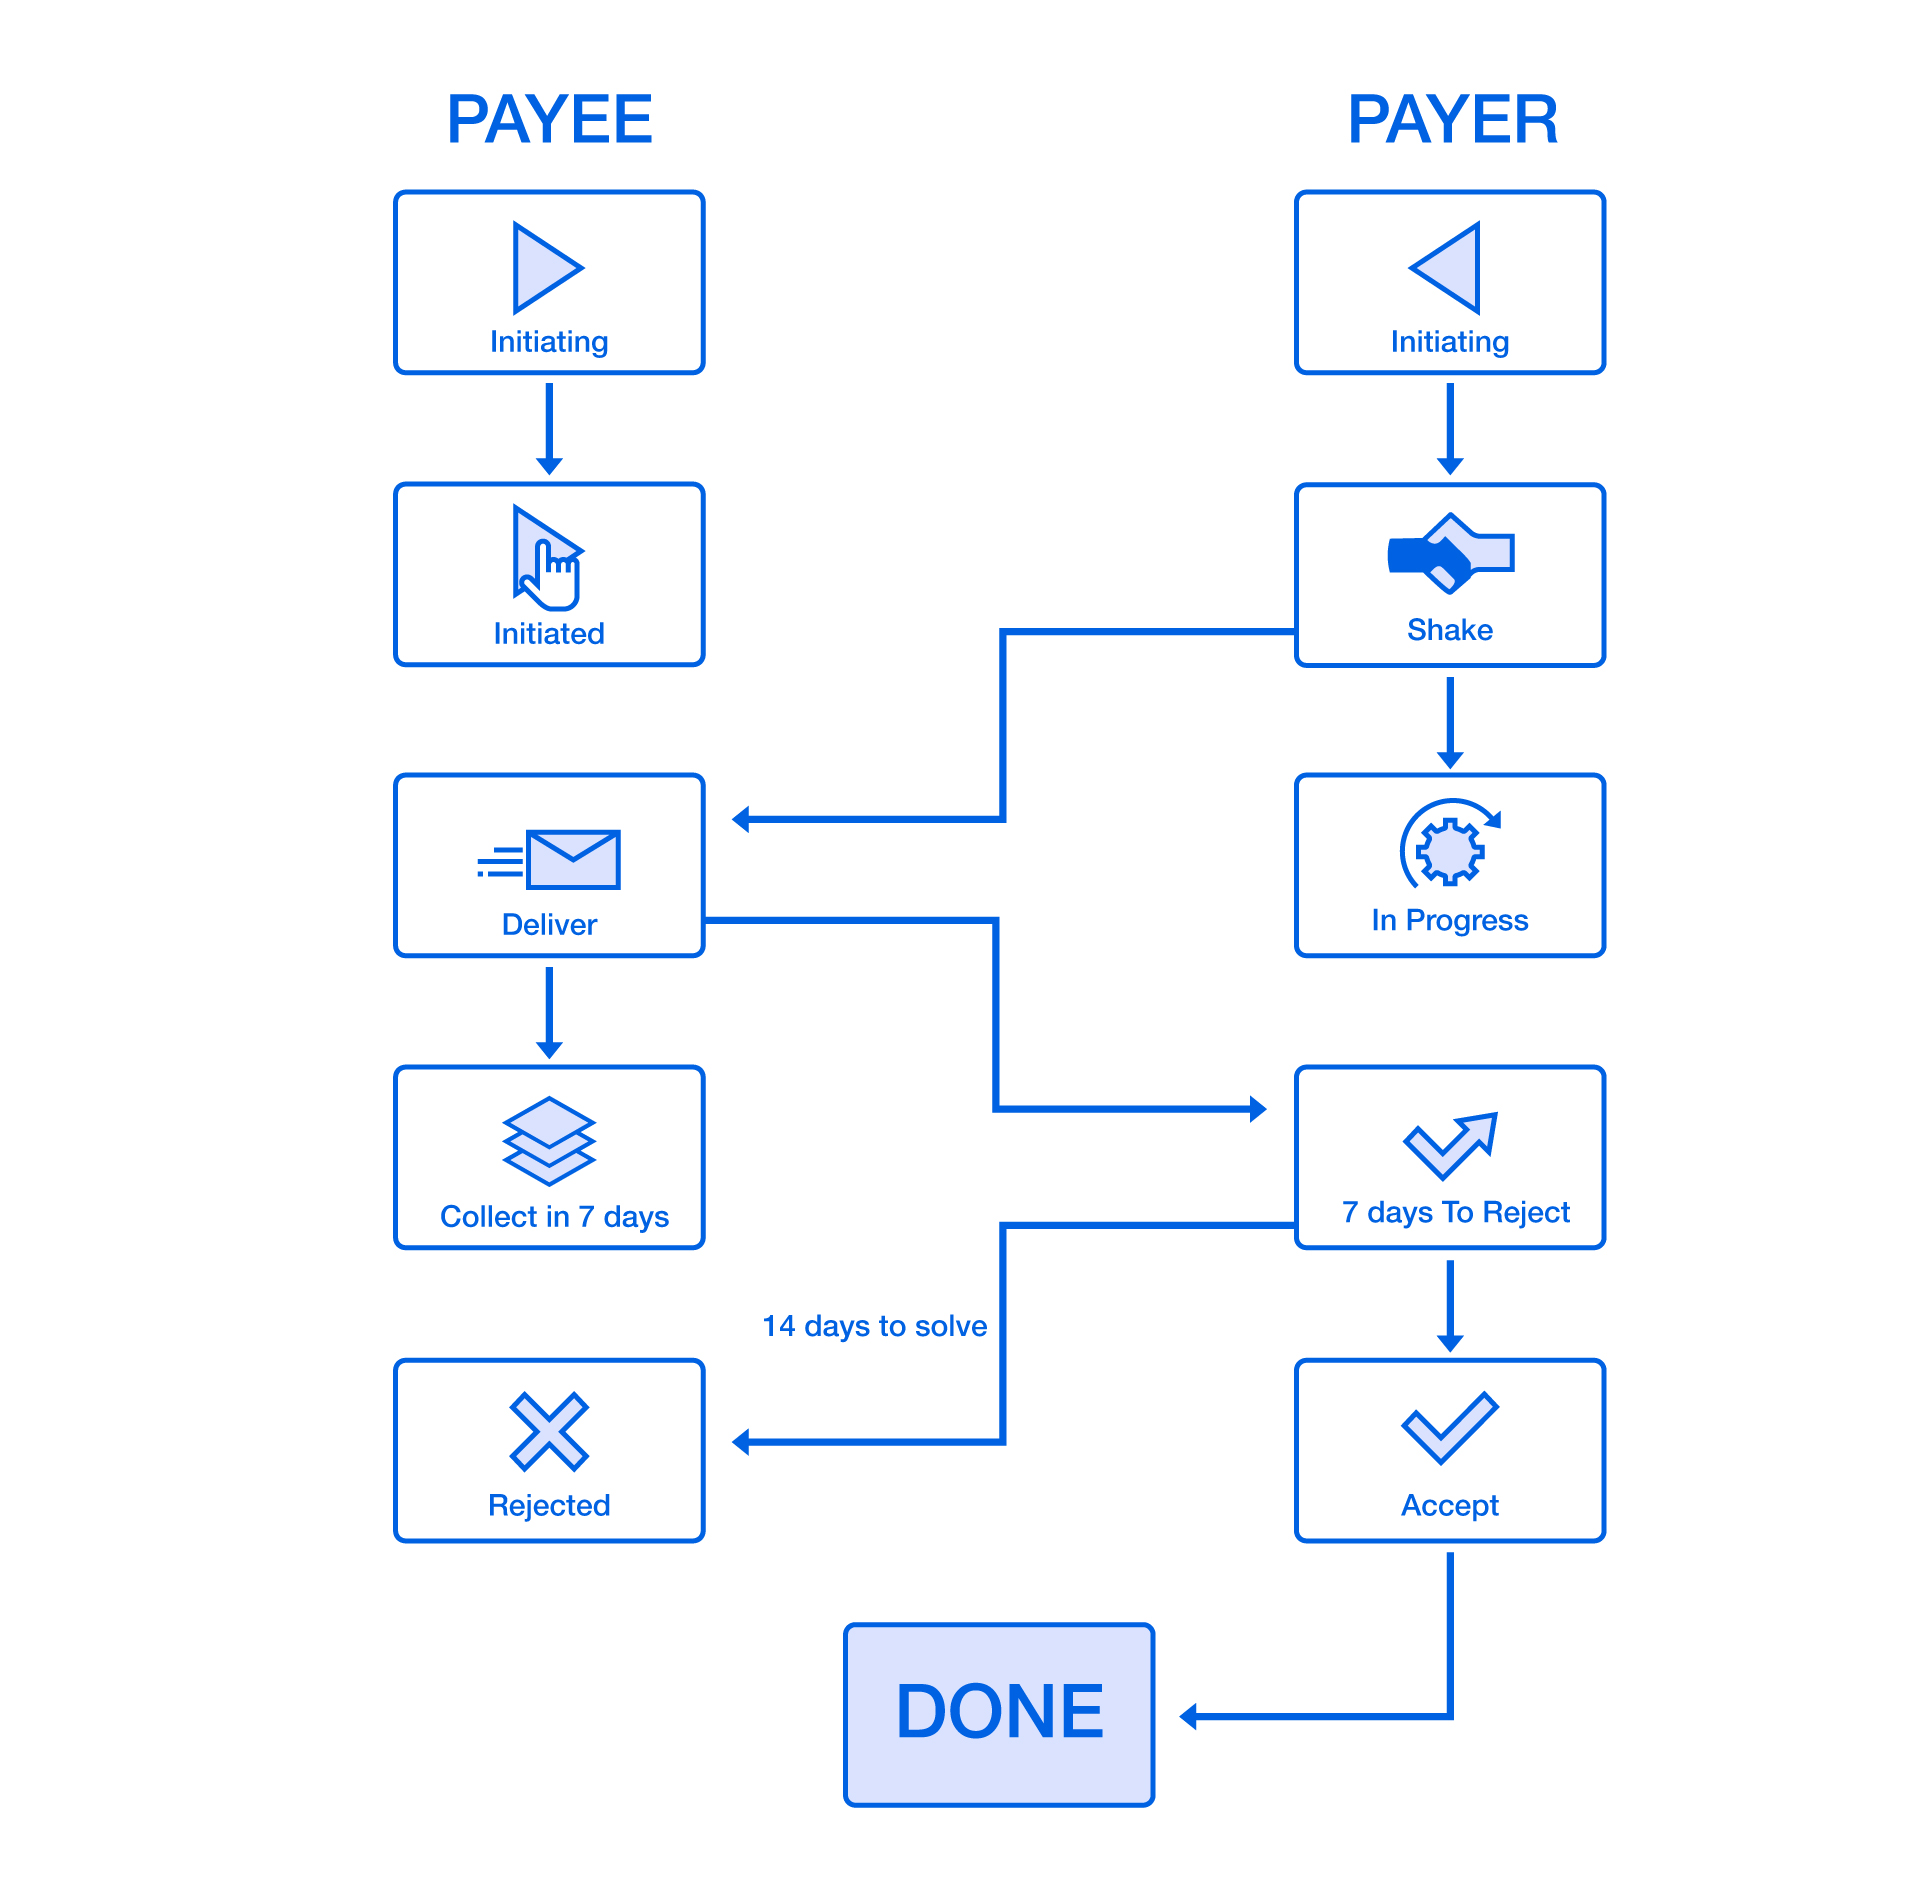 PAYEE
PAYER
Initiating
Initiating
Initiated
Shake
Deliver
In Progress
Collect in 7 days
7 days To Reject
14 days to solve
Rejected
Accept
DONE